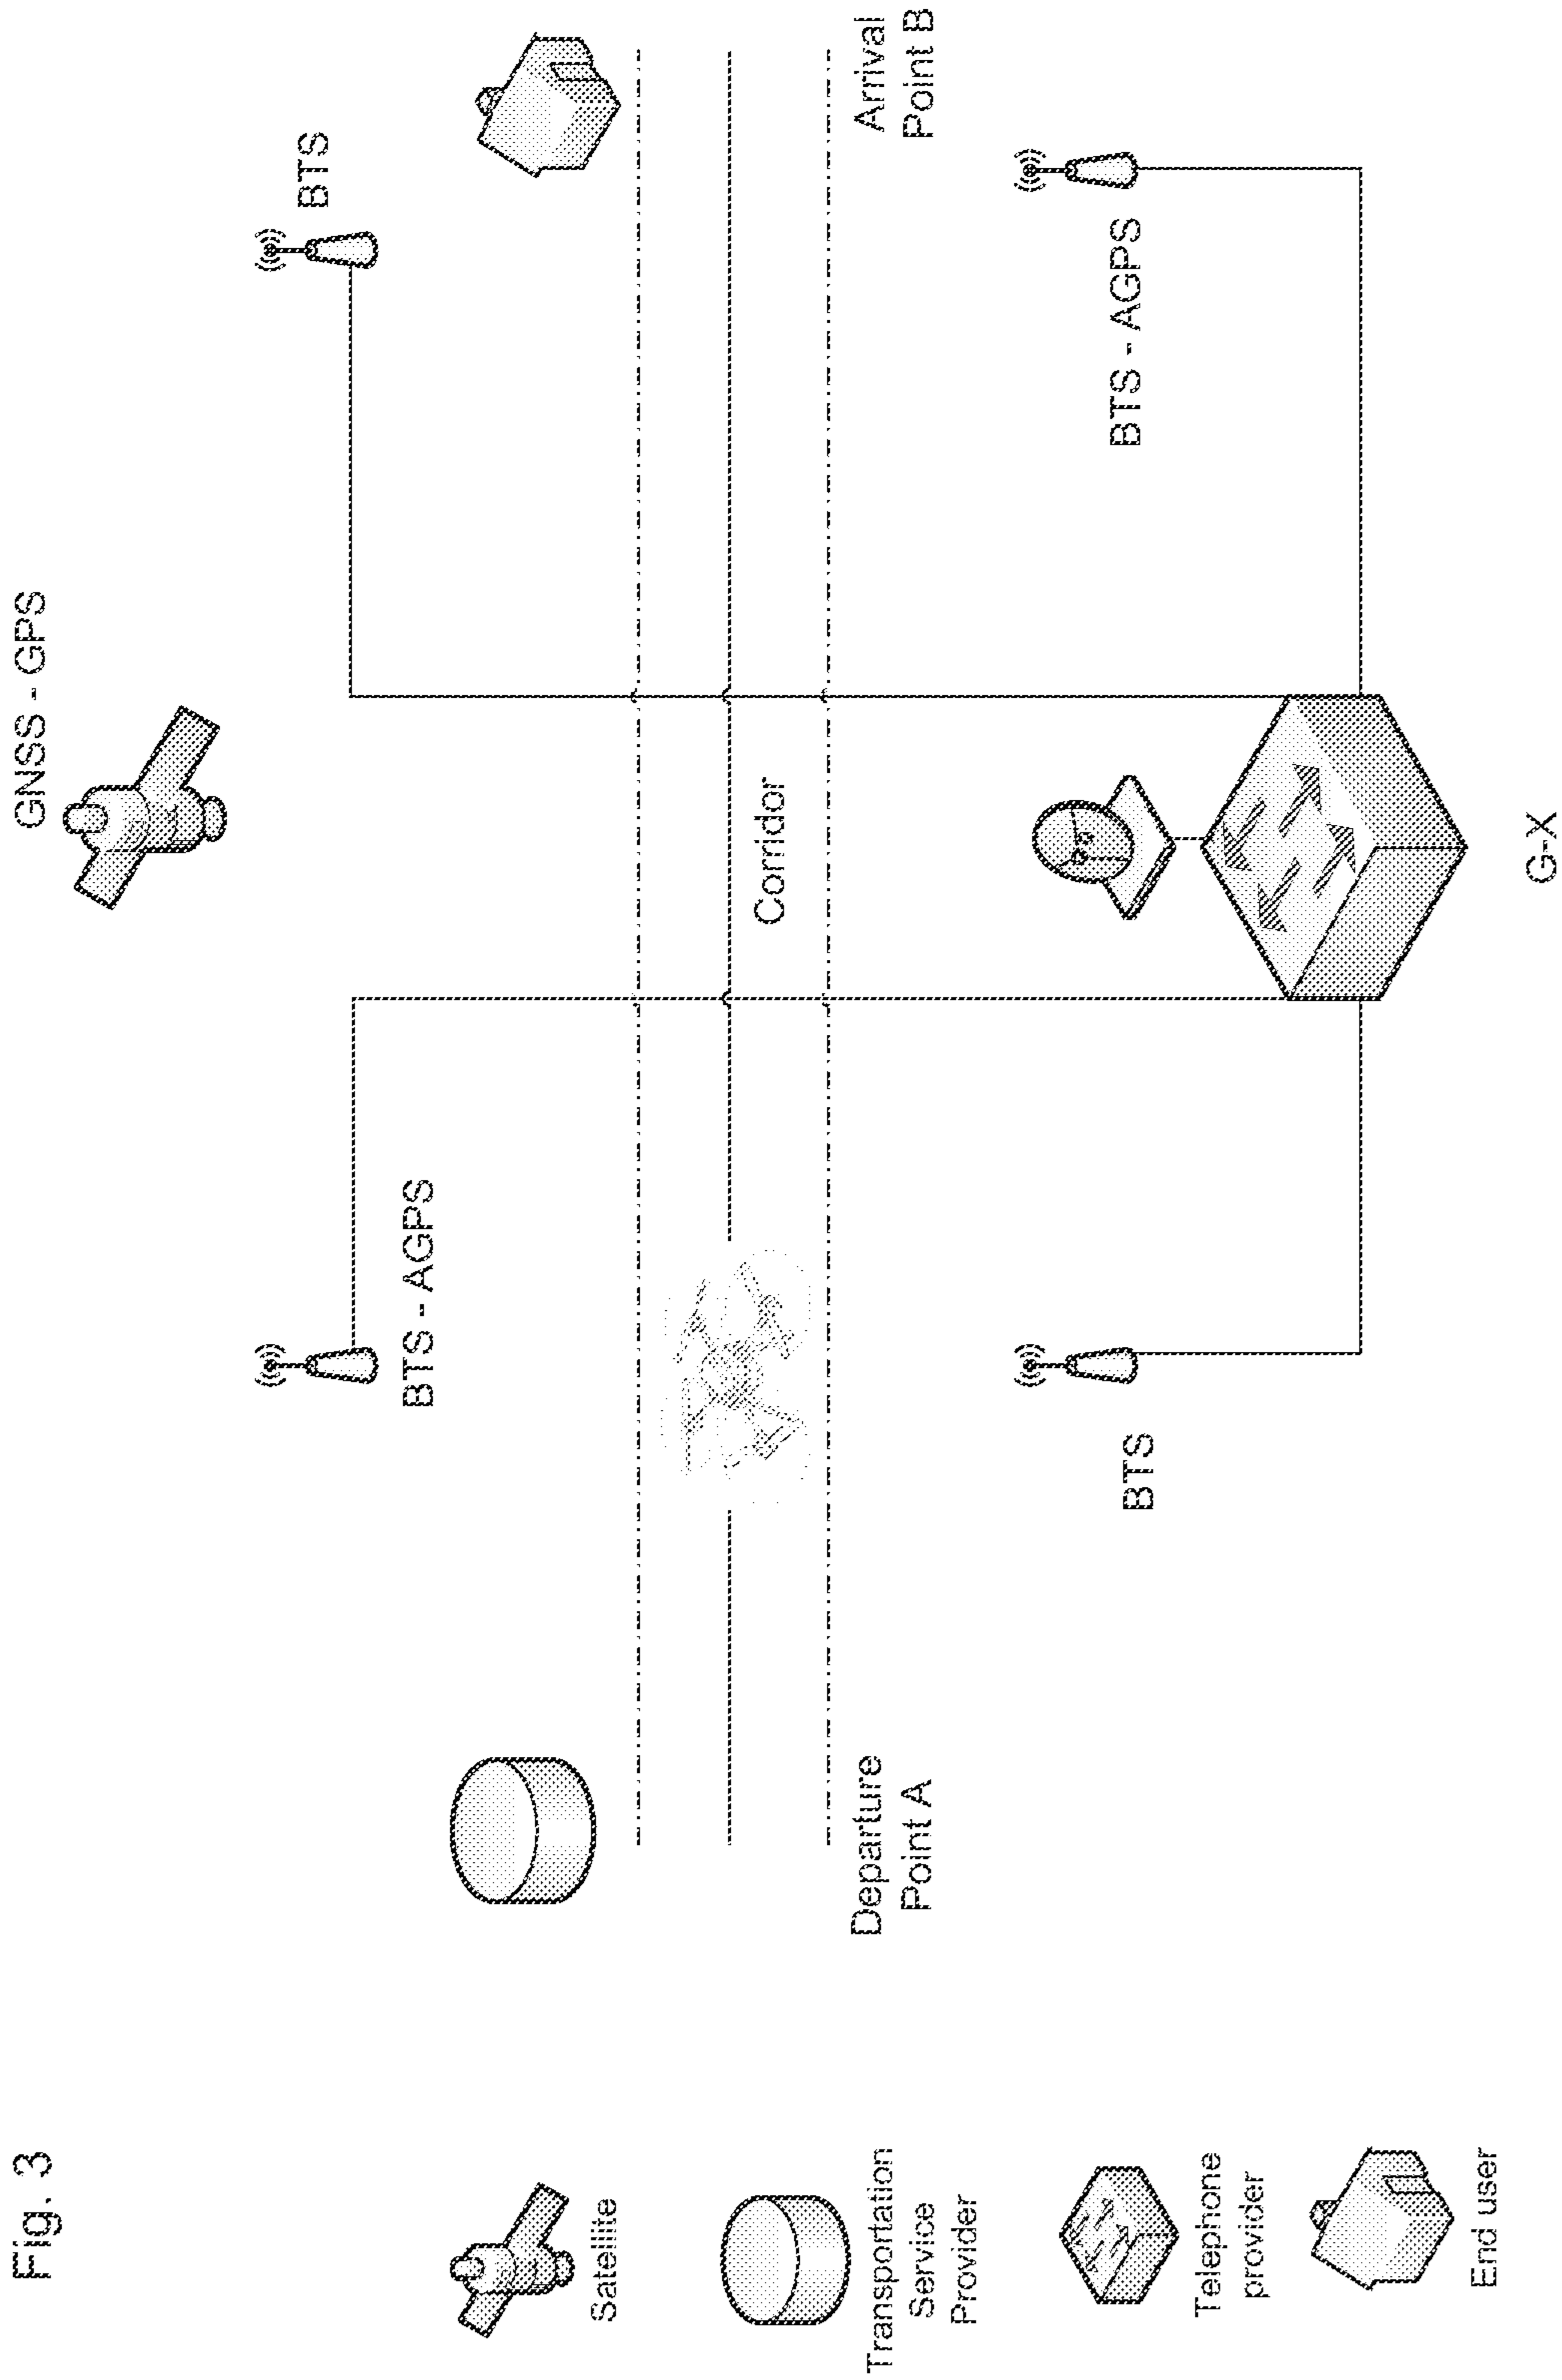 Fig. 3
GNSS - GPS
BTS
BTS - AGPS
Corridor
Departure
Point A
Arrival
Point B
BTS
BTS - AGPS
G-X
Satellite
Transportation
Service
Provider
Telephone
provider
End user